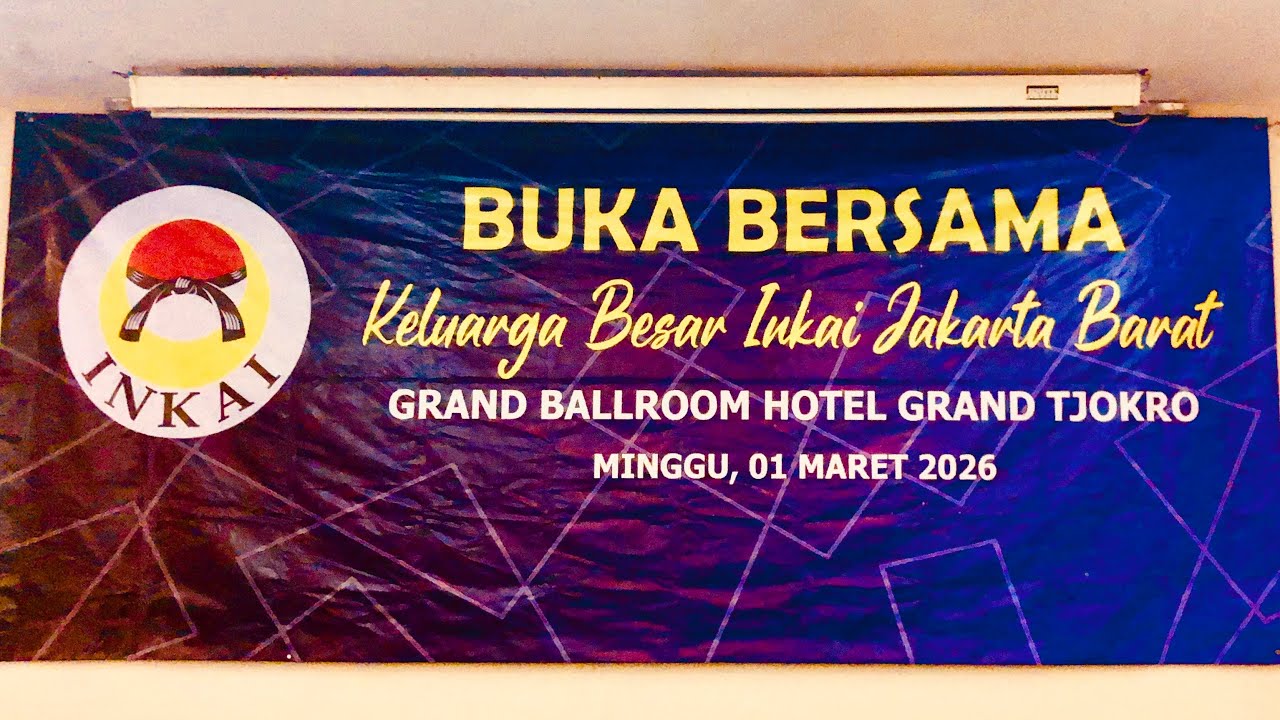 BUKA BERSAMA
Keluarga Besar Inkai Jakarta Barat
GRAND BALLROOM HOTEL GRAND TJOKRO
MINGGU, 01 MARET 2026
INKAI